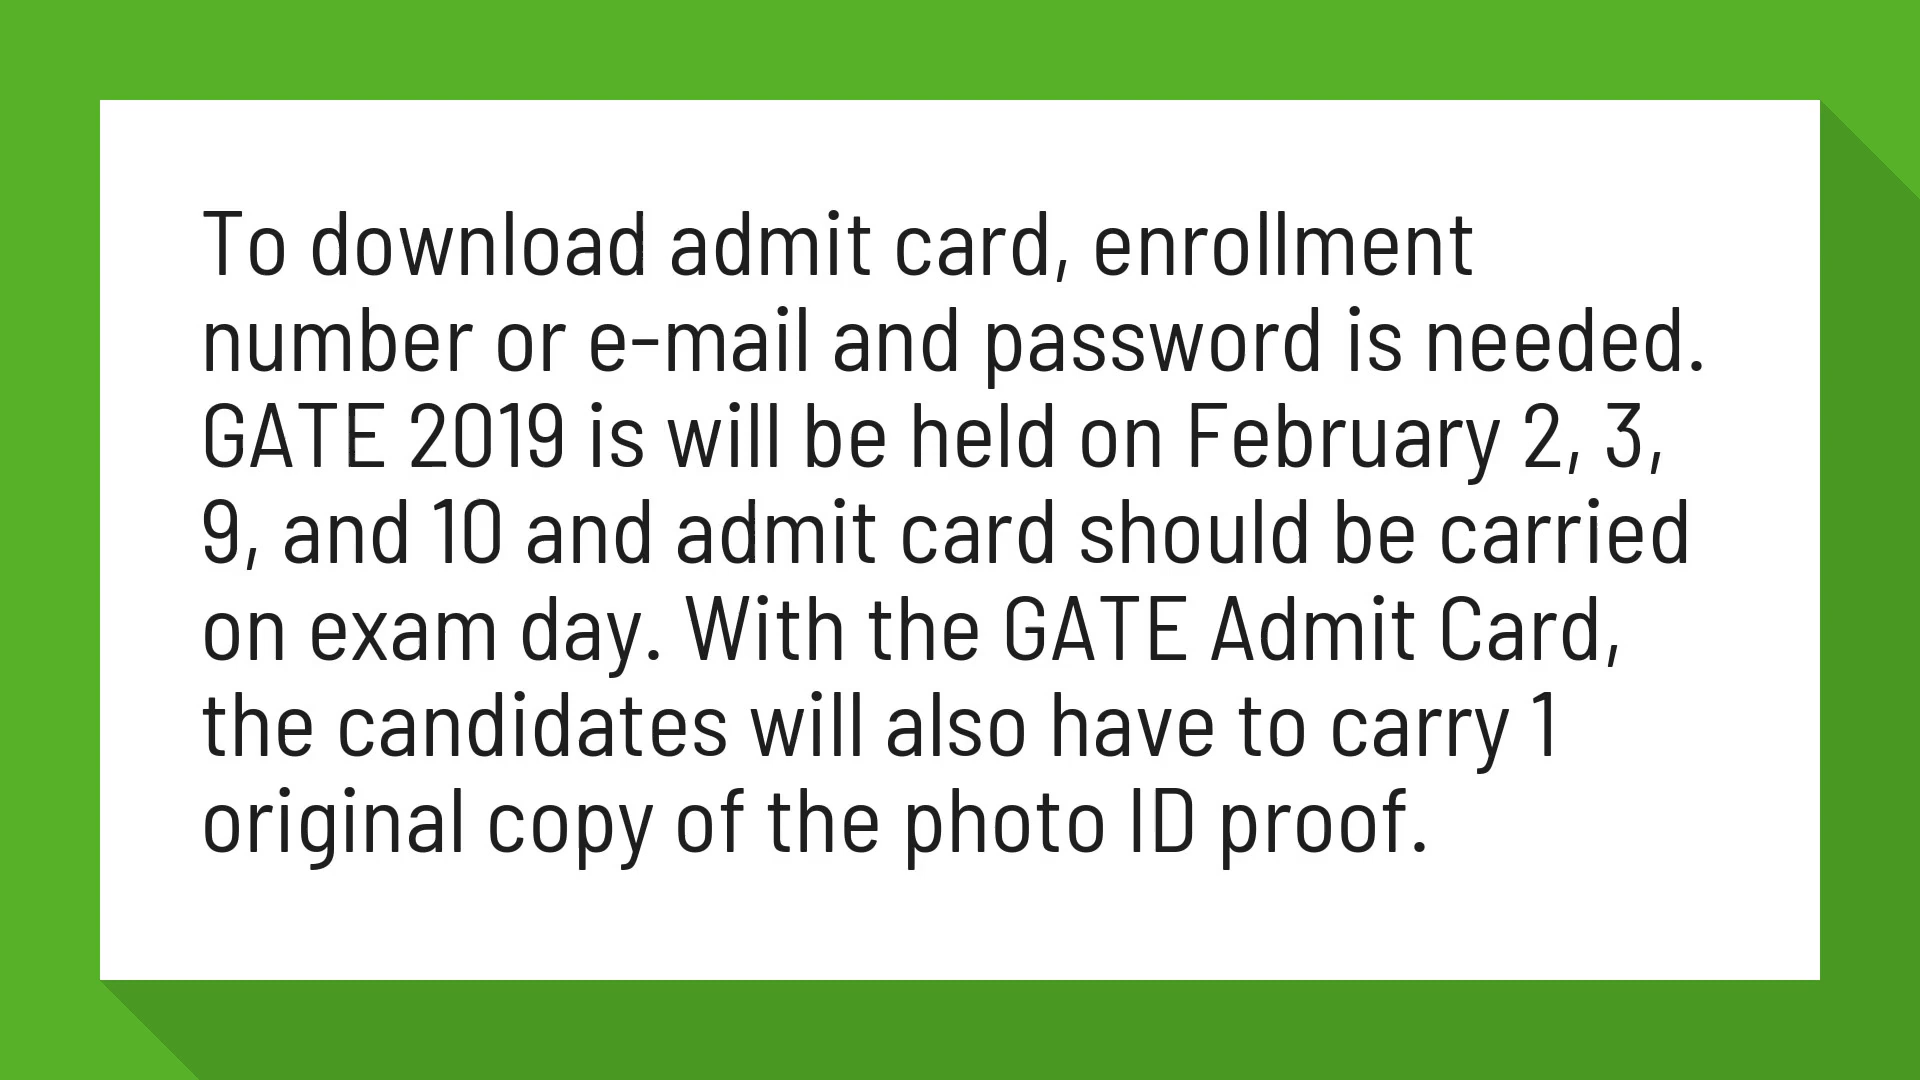 To download admit card, enrollment
number or e-mail and password is needed.
GATE 2019 is will be held on February 2, 3,
9, and 10 and admit card should be carried
on exam day. With the GATE Admit Card,
the candidates will also have to carry 1
original copy of the photo ID proof.